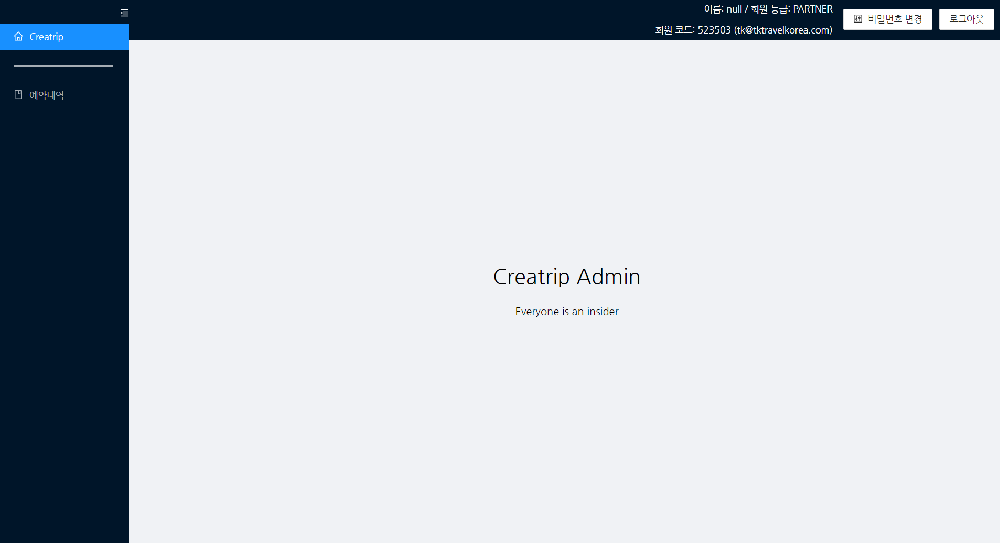 이름: null / 회원 등급: PARTNER
회원 코드: 523503 (tk@tktravelkorea.com)
비밀번호 변경
로그아웃
Creatrip
예약내역
Creatrip Admin
Everyone is an insider